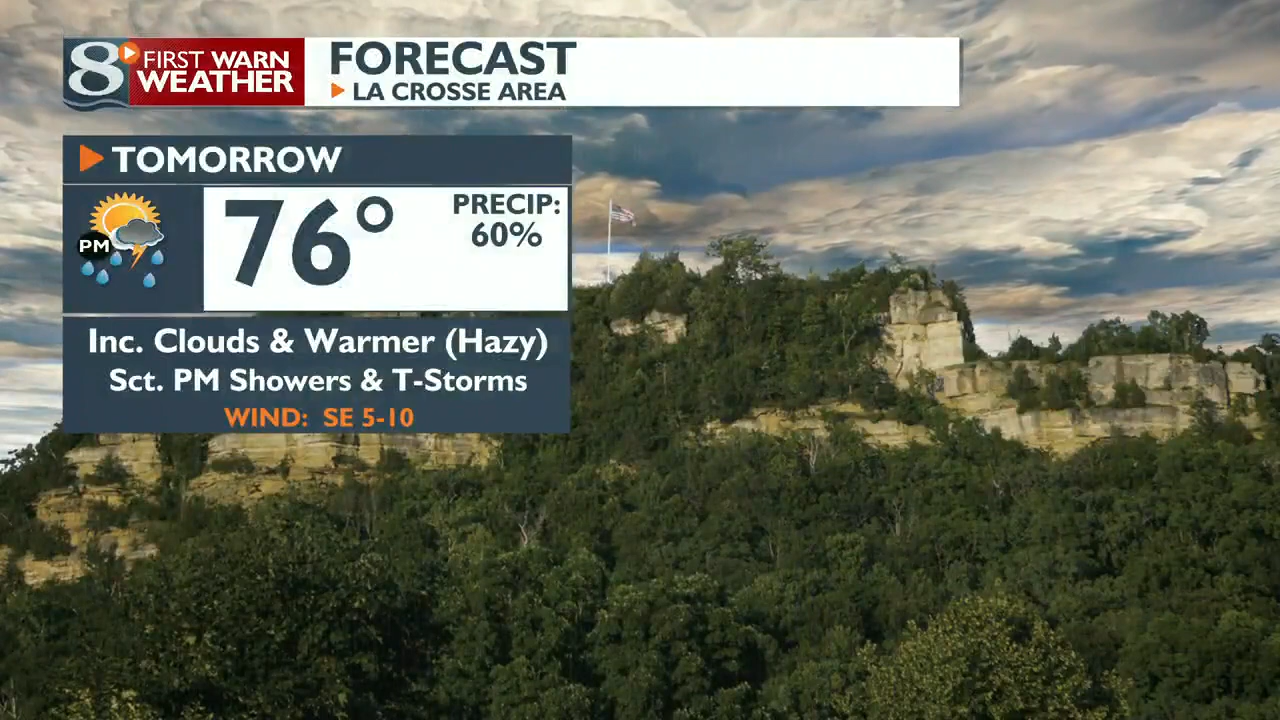 8 FIRST WARN
WEATHER
FORECAST
LA CROSSE AREA
TOMORROW
PM
76°
PRECIP:
60%
Inc. Clouds & Warmer (Hazy)
Sct. PM Showers & T-Storms
WIND: SE 5-10